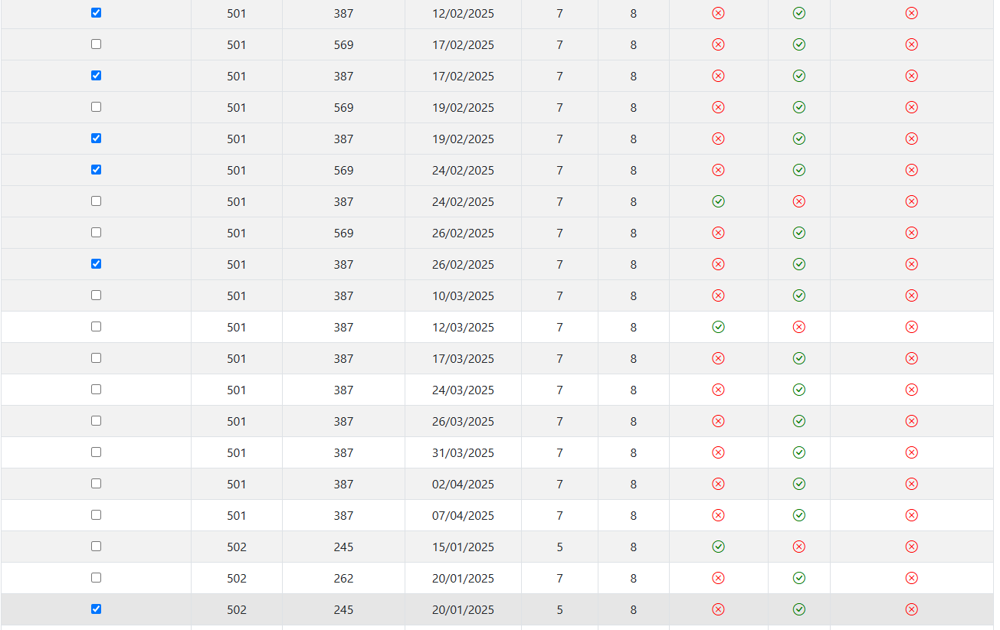 501 387 12/02/2025 7 8
501 569 17/02/2025 7 8
501 387 17/02/2025 7 8
501 569 19/02/2025 7 8
501 387 19/02/2025 7 8
501 569 24/02/2025 7 8
501 387 24/02/2025 7 8
501 569 26/02/2025 7 8
501 387 26/02/2025 7 8
501 387 10/03/2025 7 8
501 387 12/03/2025 7 8
501 387 17/03/2025 7 8
501 387 24/03/2025 7 8
501 387 26/03/2025 7 8
501 387 31/03/2025 7 8
501 387 02/04/2025 7 8
501 387 07/04/2025 7 8
502 245 15/01/2025 5 8
502 262 20/01/2025 7 8
502 245 20/01/2025 5 8